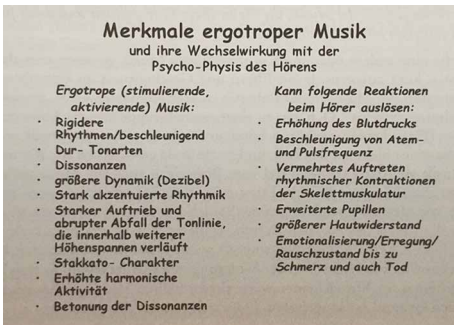 Merkmale ergotroper Musik
und ihre Wechselwirkung mit der
Psycho-Physis des Hörens
Ergotrope (stimulierende,
aktivierende) Musik:
· Rigidere
Rhythmen/beschleunigend
· Dur- Tonarten
· Dissonanzen
· größere Dynamik (Dezibel)
· Stark akzentuierte Rhythmik
· Starker Auftrieb und
abrupter Abfall der Tonlinie,
die innerhalb weiterer
Höhenspannen verläuft
· Stakkato- Charakter
· Erhöhte harmonische
Aktivität
· Betonung der Dissonanzen
Kann folgende Reaktionen
beim Hörer auslösen:
· Erhöhung des Blutdrucks
· Beschleunigung von Atem-
und Pulsfrequenz
· Vermehrtes Auftreten
rhythmischer Kontraktionen
der Skelettmuskulatur
· Erweiterte Pupillen
· größerer Hautwiderstand
· Emotionalisierung/Erregung/
Rauschzustand bis zu
Schmerz und auch Tod